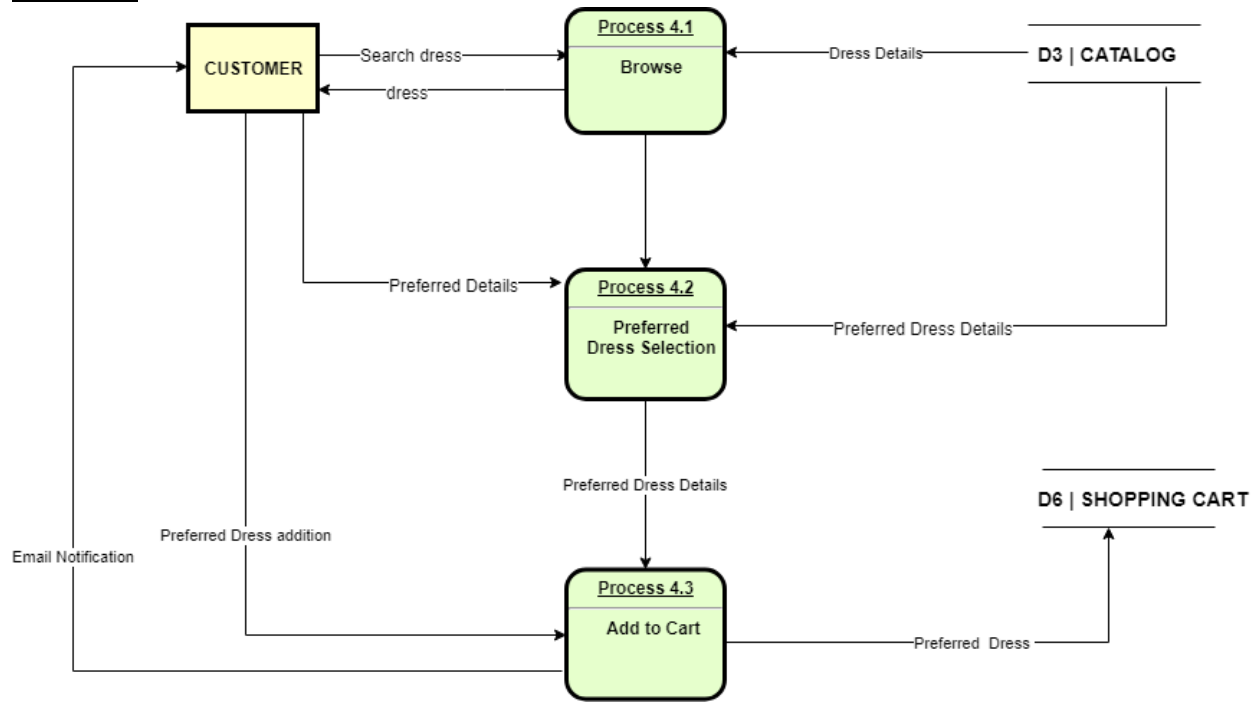 Process 4.1
Browse
CUSTOMER
Search dress
dress
Dress Details
D3 | CATALOG
Preferred Details
Process 4.2
Preferred
Dress Selection
Preferred Dress Details
Preferred Dress Details
D6 | SHOPPING CART
Preferred Dress addition
Email Notification
Process 4.3
Add to Cart
Preferred  Dress